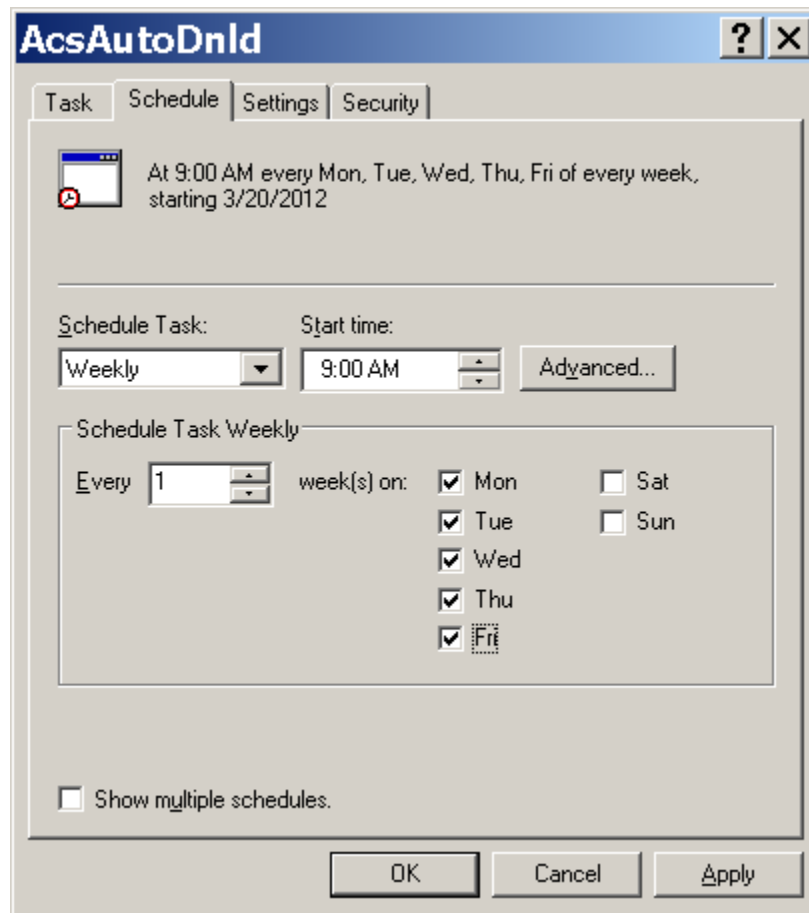 AcsAutoDnld
Task Schedule Settings Security
At 9:00 AM every Mon, Tue, Wed, Thu, Fri of every week,
starting 3/20/2012
Schedule Task: Start time:
Weekly 9:00 AM Advanced...
Schedule Task Weekly
Every 1 week(s) on: Mon Sat
Tue Sun
Wed
Thu
Fri
Show multiple schedules.
OK Cancel Apply